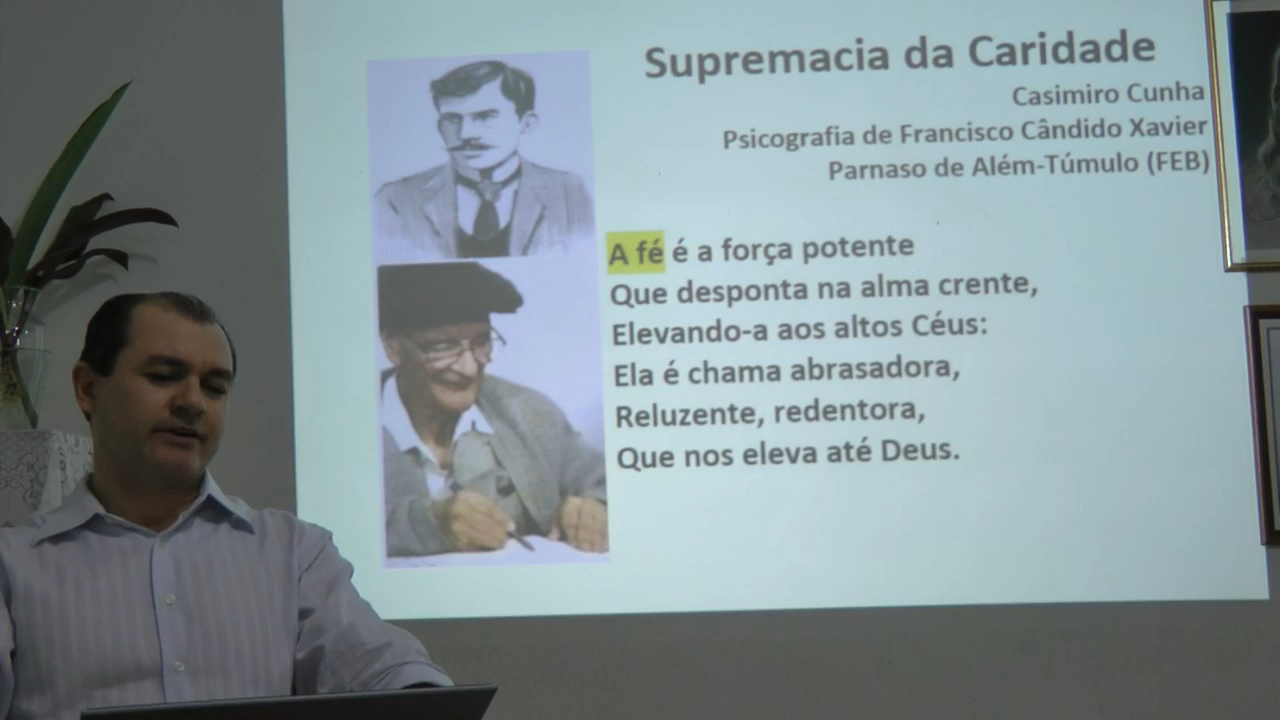 Supremacia da Caridade
Casimiro Cunha
Psicografia de Francisco Cândido Xavier
Parnaso de Além-Túmulo (FEB)
A fé é a força potente
Que desponta na alma crente,
Elevando-a aos altos Céus:
Ela é chama abrasadora,
Reluzente, redentora,
Que nos eleva até Deus.